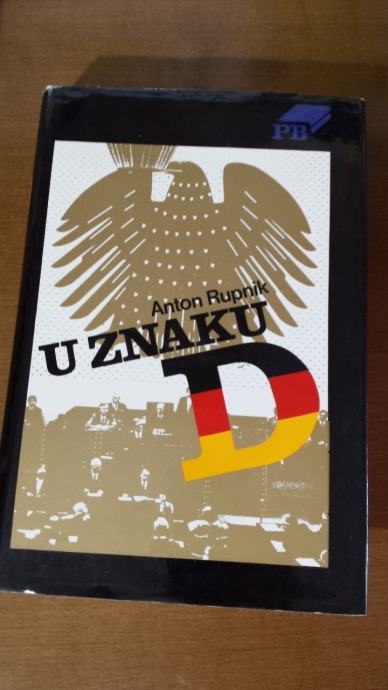 PB
Anton Rupnik
U ZNAKU
D